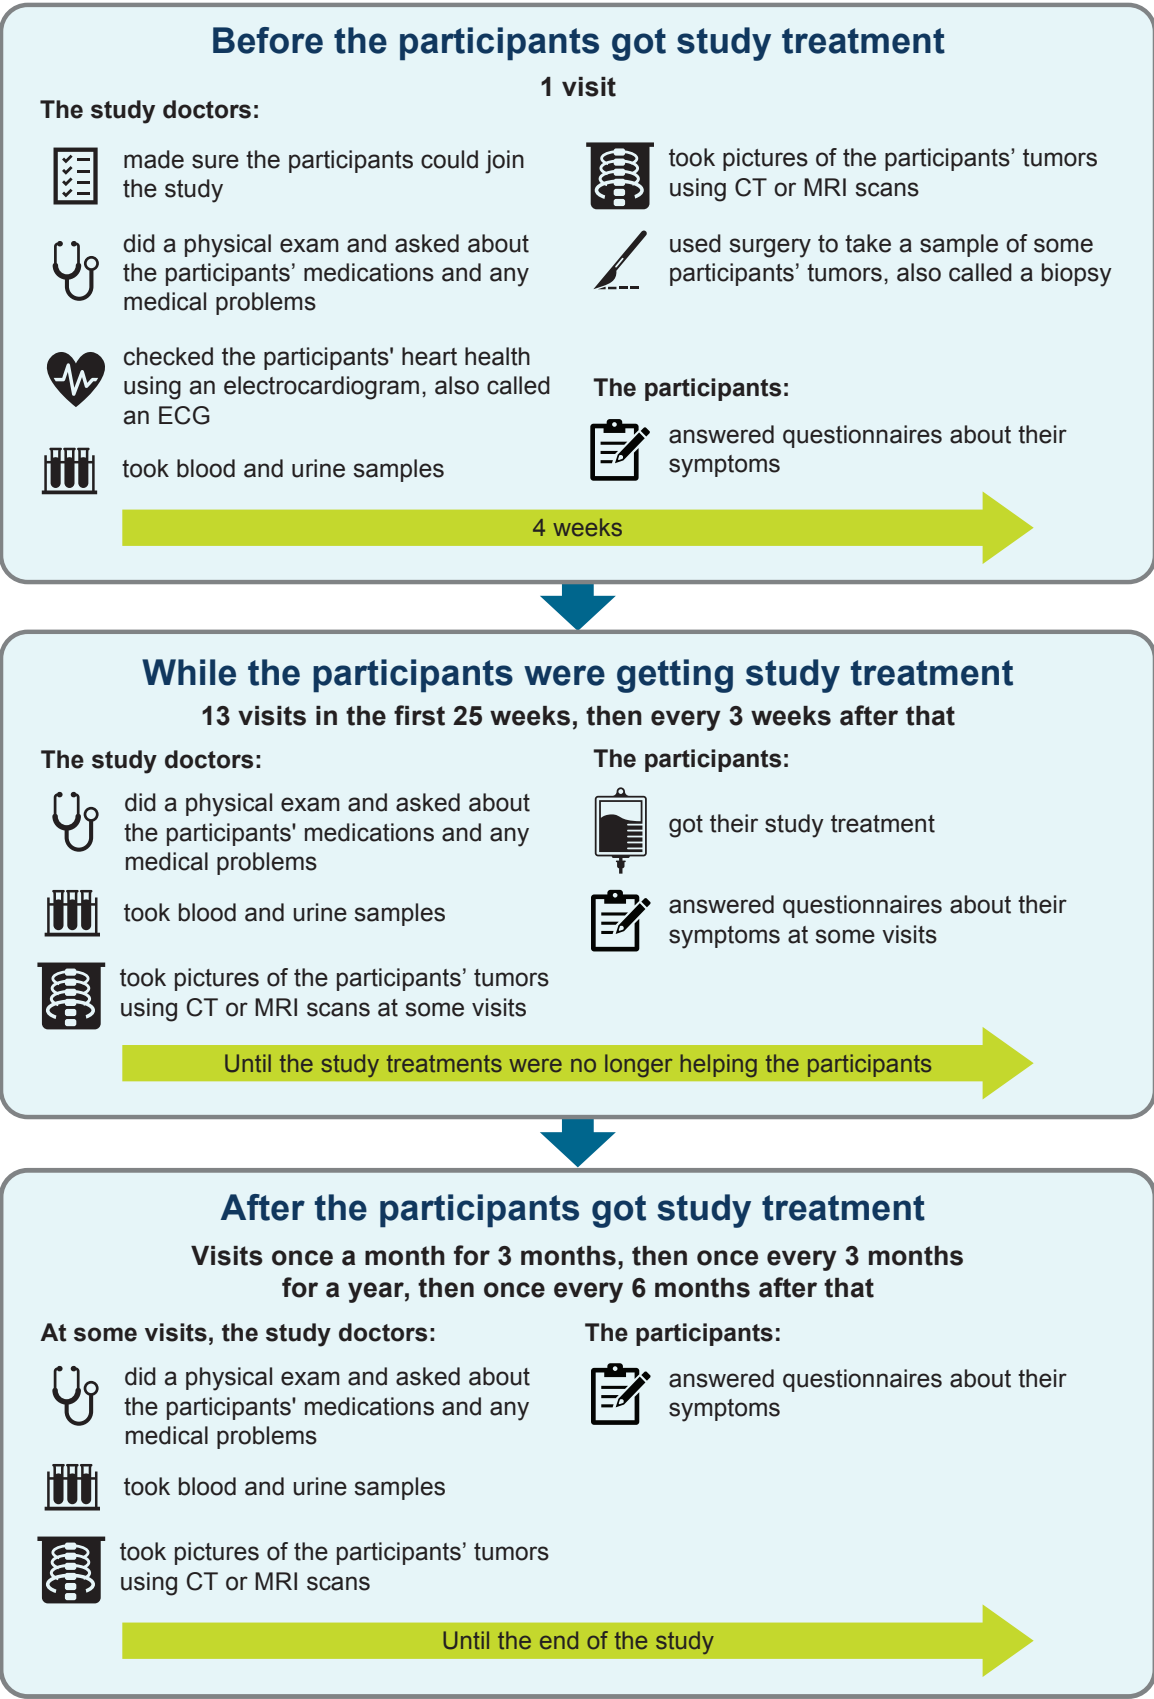 Before the participants got study treatment
1 visit
The study doctors:
made sure the participants could join
the study
did a physical exam and asked about
the participants’ medications and any
medical problems
checked the participants' heart health
using an electrocardiogram, also called
an ECG
took blood and urine samples
took pictures of the participants’ tumors
using CT or MRI scans
used surgery to take a sample of some
participants’ tumors, also called a biopsy
The participants:
answered questionnaires about their
symptoms
4 weeks
While the participants were getting study treatment
13 visits in the first 25 weeks, then every 3 weeks after that
The study doctors:
did a physical exam and asked about
the participants' medications and any
medical problems
took blood and urine samples
took pictures of the participants’ tumors
using CT or MRI scans at some visits
The participants:
got their study treatment
answered questionnaires about their
symptoms at some visits
Until the study treatments were no longer helping the participants
After the participants got study treatment
Visits once a month for 3 months, then once every 3 months
for a year, then once every 6 months after that
At some visits, the study doctors:
did a physical exam and asked about
the participants' medications and any
medical problems
took blood and urine samples
took pictures of the participants’ tumors
using CT or MRI scans
The participants:
answered questionnaires about their
symptoms
Until the end of the study